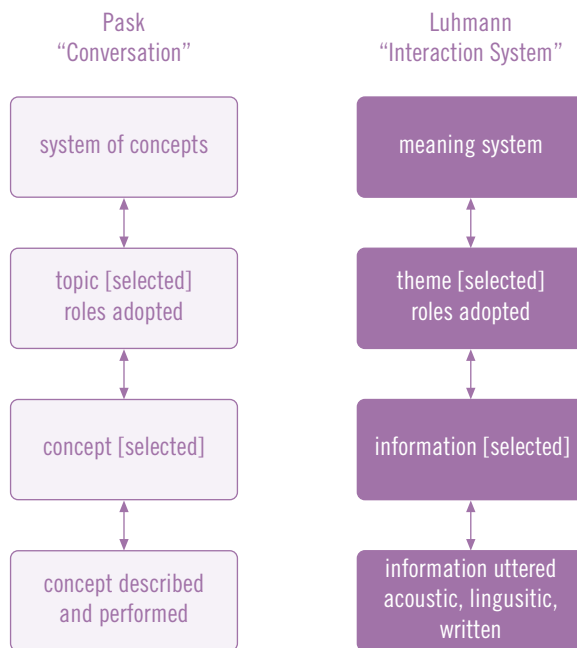 Pask
“Conversation”
system of concepts
topic [selected]
roles adopted
concept [selected]
concept described
and performed
Luhmann
“Interaction System”
meaning system
theme [selected]
roles adopted
information [selected]
information uttered
acoustic, lingusitic,
written